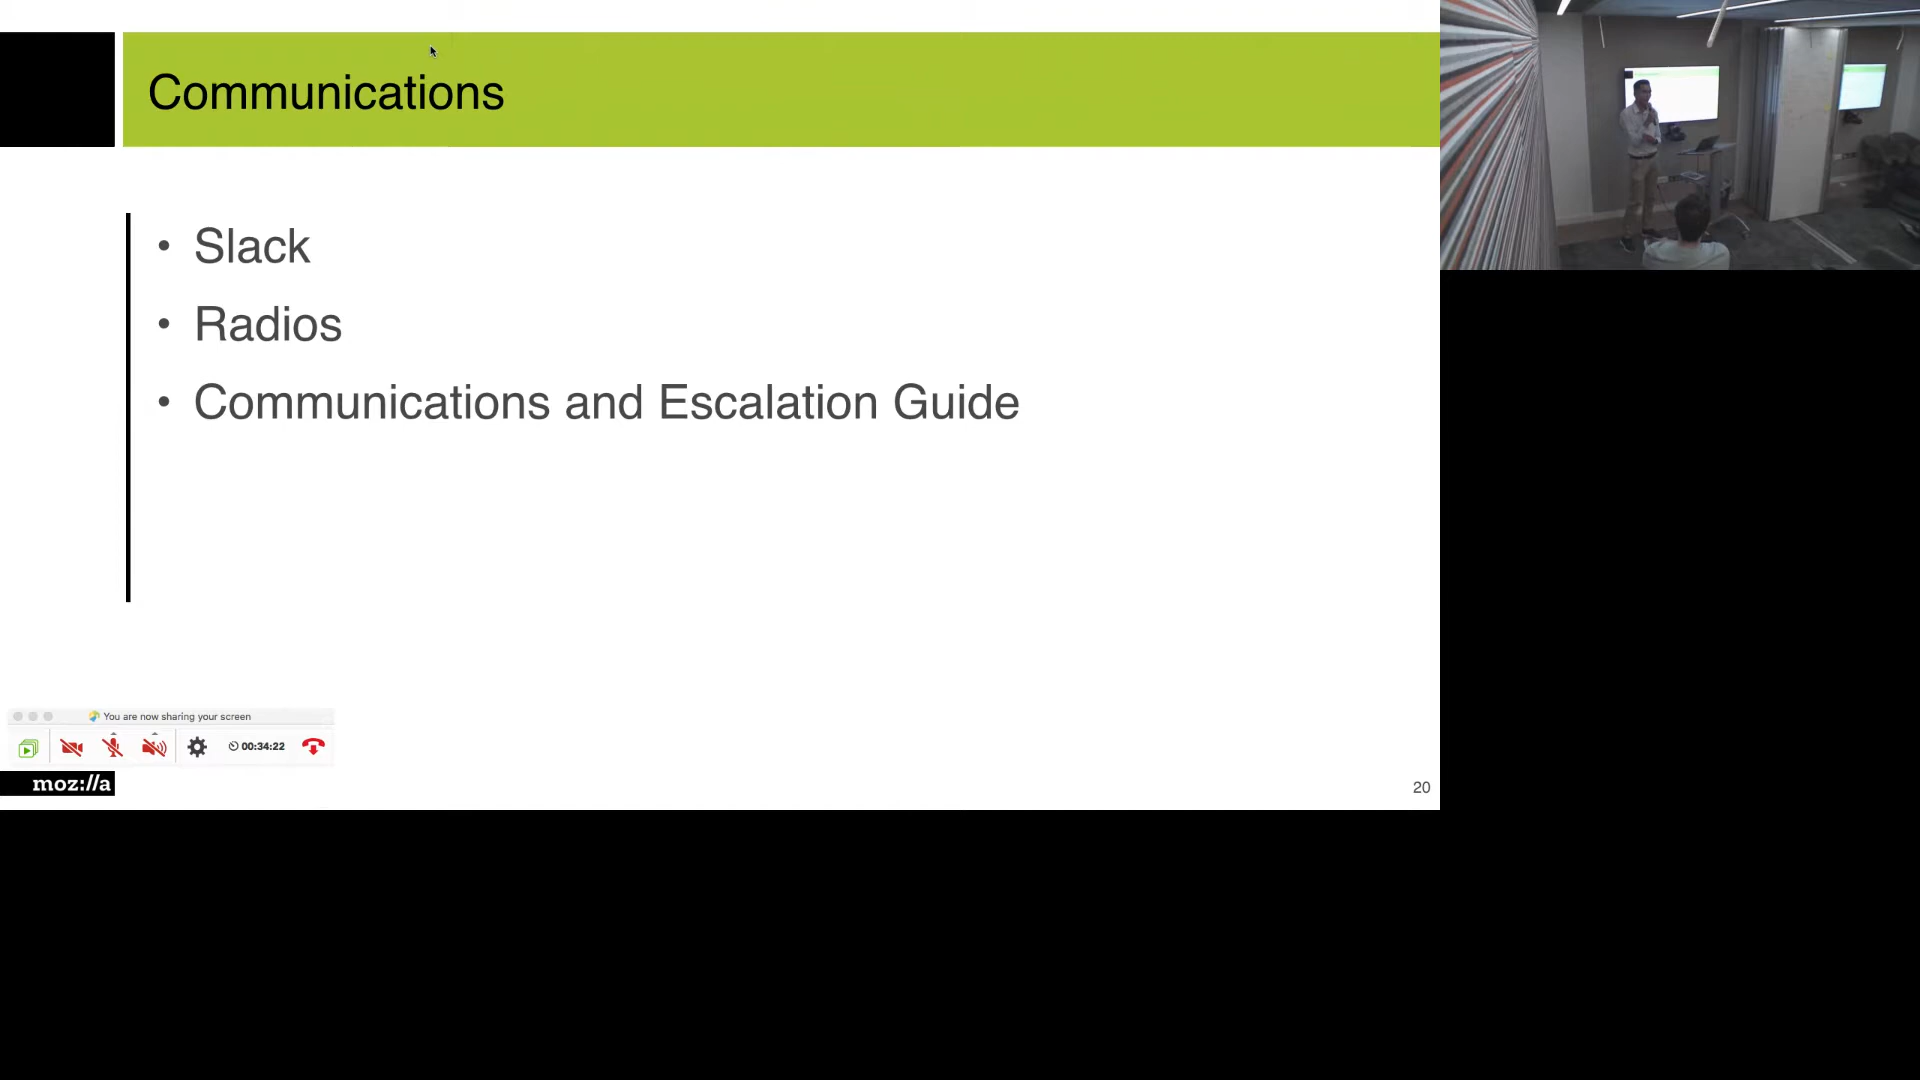 Communications
• Slack
• Radios
• Communications and Escalation Guide
You are now sharing your screen
00:34:22
moz://a
20